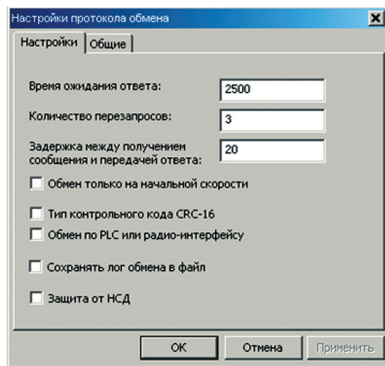 Настройки протокола обмена
Настройки
Общие
Время ожидания ответа:
2500
Количество перезапросов:
3
Задержка между получением
сообщения и передачей ответа:
20
Обмен только на начальной скорости
Тип контрольного кода CRC-16
Обмен по PLC или радио-интерфейсу
Сохранять лог обмена в файл
Защита от НСД
OK
Отмена
Применить